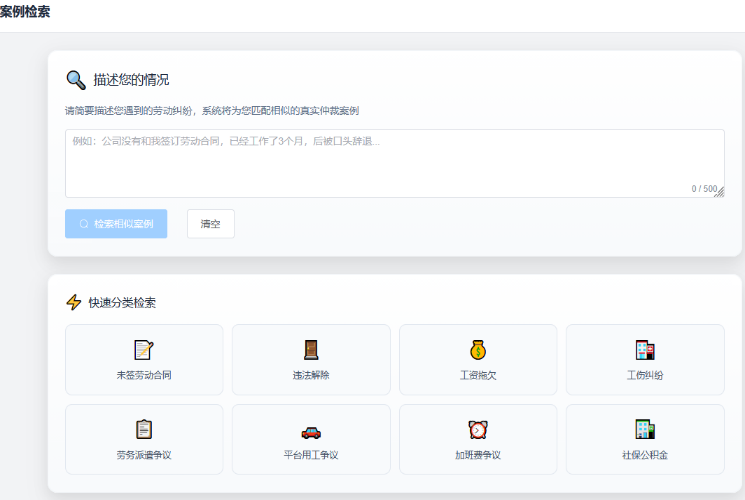 案例检索
描述您的情况
请简要描述您遇到的劳动纠纷，系统将为您匹配相似的真实仲裁案例
例如：公司没有和我签订劳动合同，已经工作了3个月，后被口头辞退...
0 / 500
检索相似案例 清空
快速分类检索
未签劳动合同 违法解除 工资拖欠 工伤纠纷
劳务派遣争议 平台用工争议 加班费争议 社保公积金